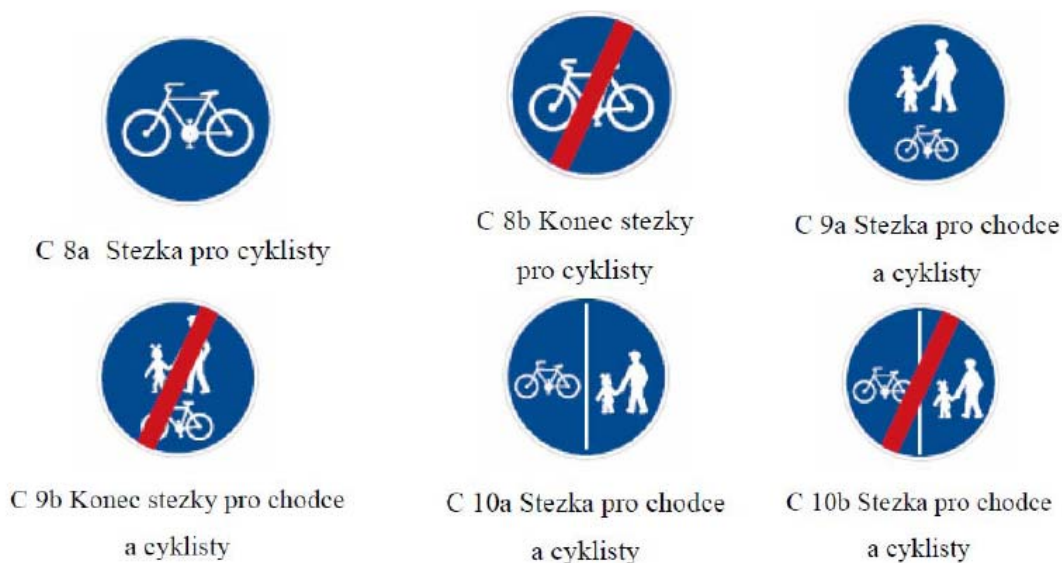 C 8a Stezka pro cyklisty
C 8b Konec stezky
pro cyklisty
C 9a Stezka pro chodce
a cyklisty
C 9b Konec stezky pro chodce
a cyklisty
C 10a Stezka pro chodce
a cyklisty
C 10b Stezka pro chodce
a cyklisty